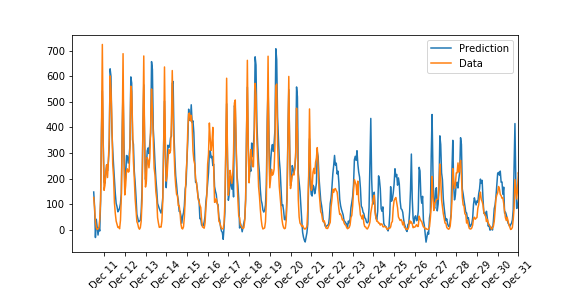 Prediction
Data
700
600
500
400
300
200
100
0
Dec 11
Dec 12
Dec 13
Dec 14
Dec 15
Dec 16
Dec 17
Dec 18
Dec 19
Dec 20
Dec 21
Dec 22
Dec 23
Dec 24
Dec 25
Dec 26
Dec 27
Dec 28
Dec 29
Dec 30
Dec 31